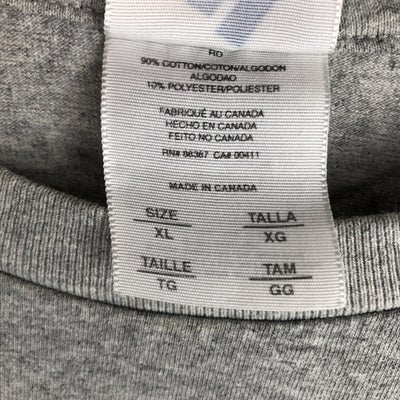 RD
90% COTTON/COTON/ALGODON
ALGODAO
10% POLYESTER/POLIESTER
FABRIQUÉ AU CANADA
HECHO EN CANADA
FEITO NO CANADA
RN# 86367 CA# 00411
MADE IN CANADA
SIZE TALLA
XL XG
TAILLE TAM
TG GG